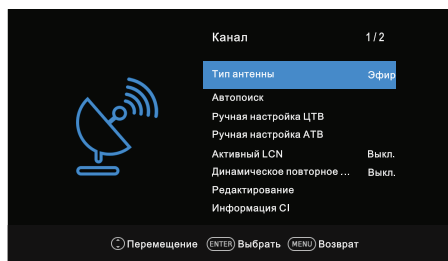 Канал 1/2
Тип антенны Эфир
Автопоиск
Ручная настройка ЦТВ
Ручная настройка АТВ
Активный LCN Выкл.
Динамическое повторное ... Выкл.
Редактирование
Информация CI
Перемещение ENTER Выбрать MENU Возврат